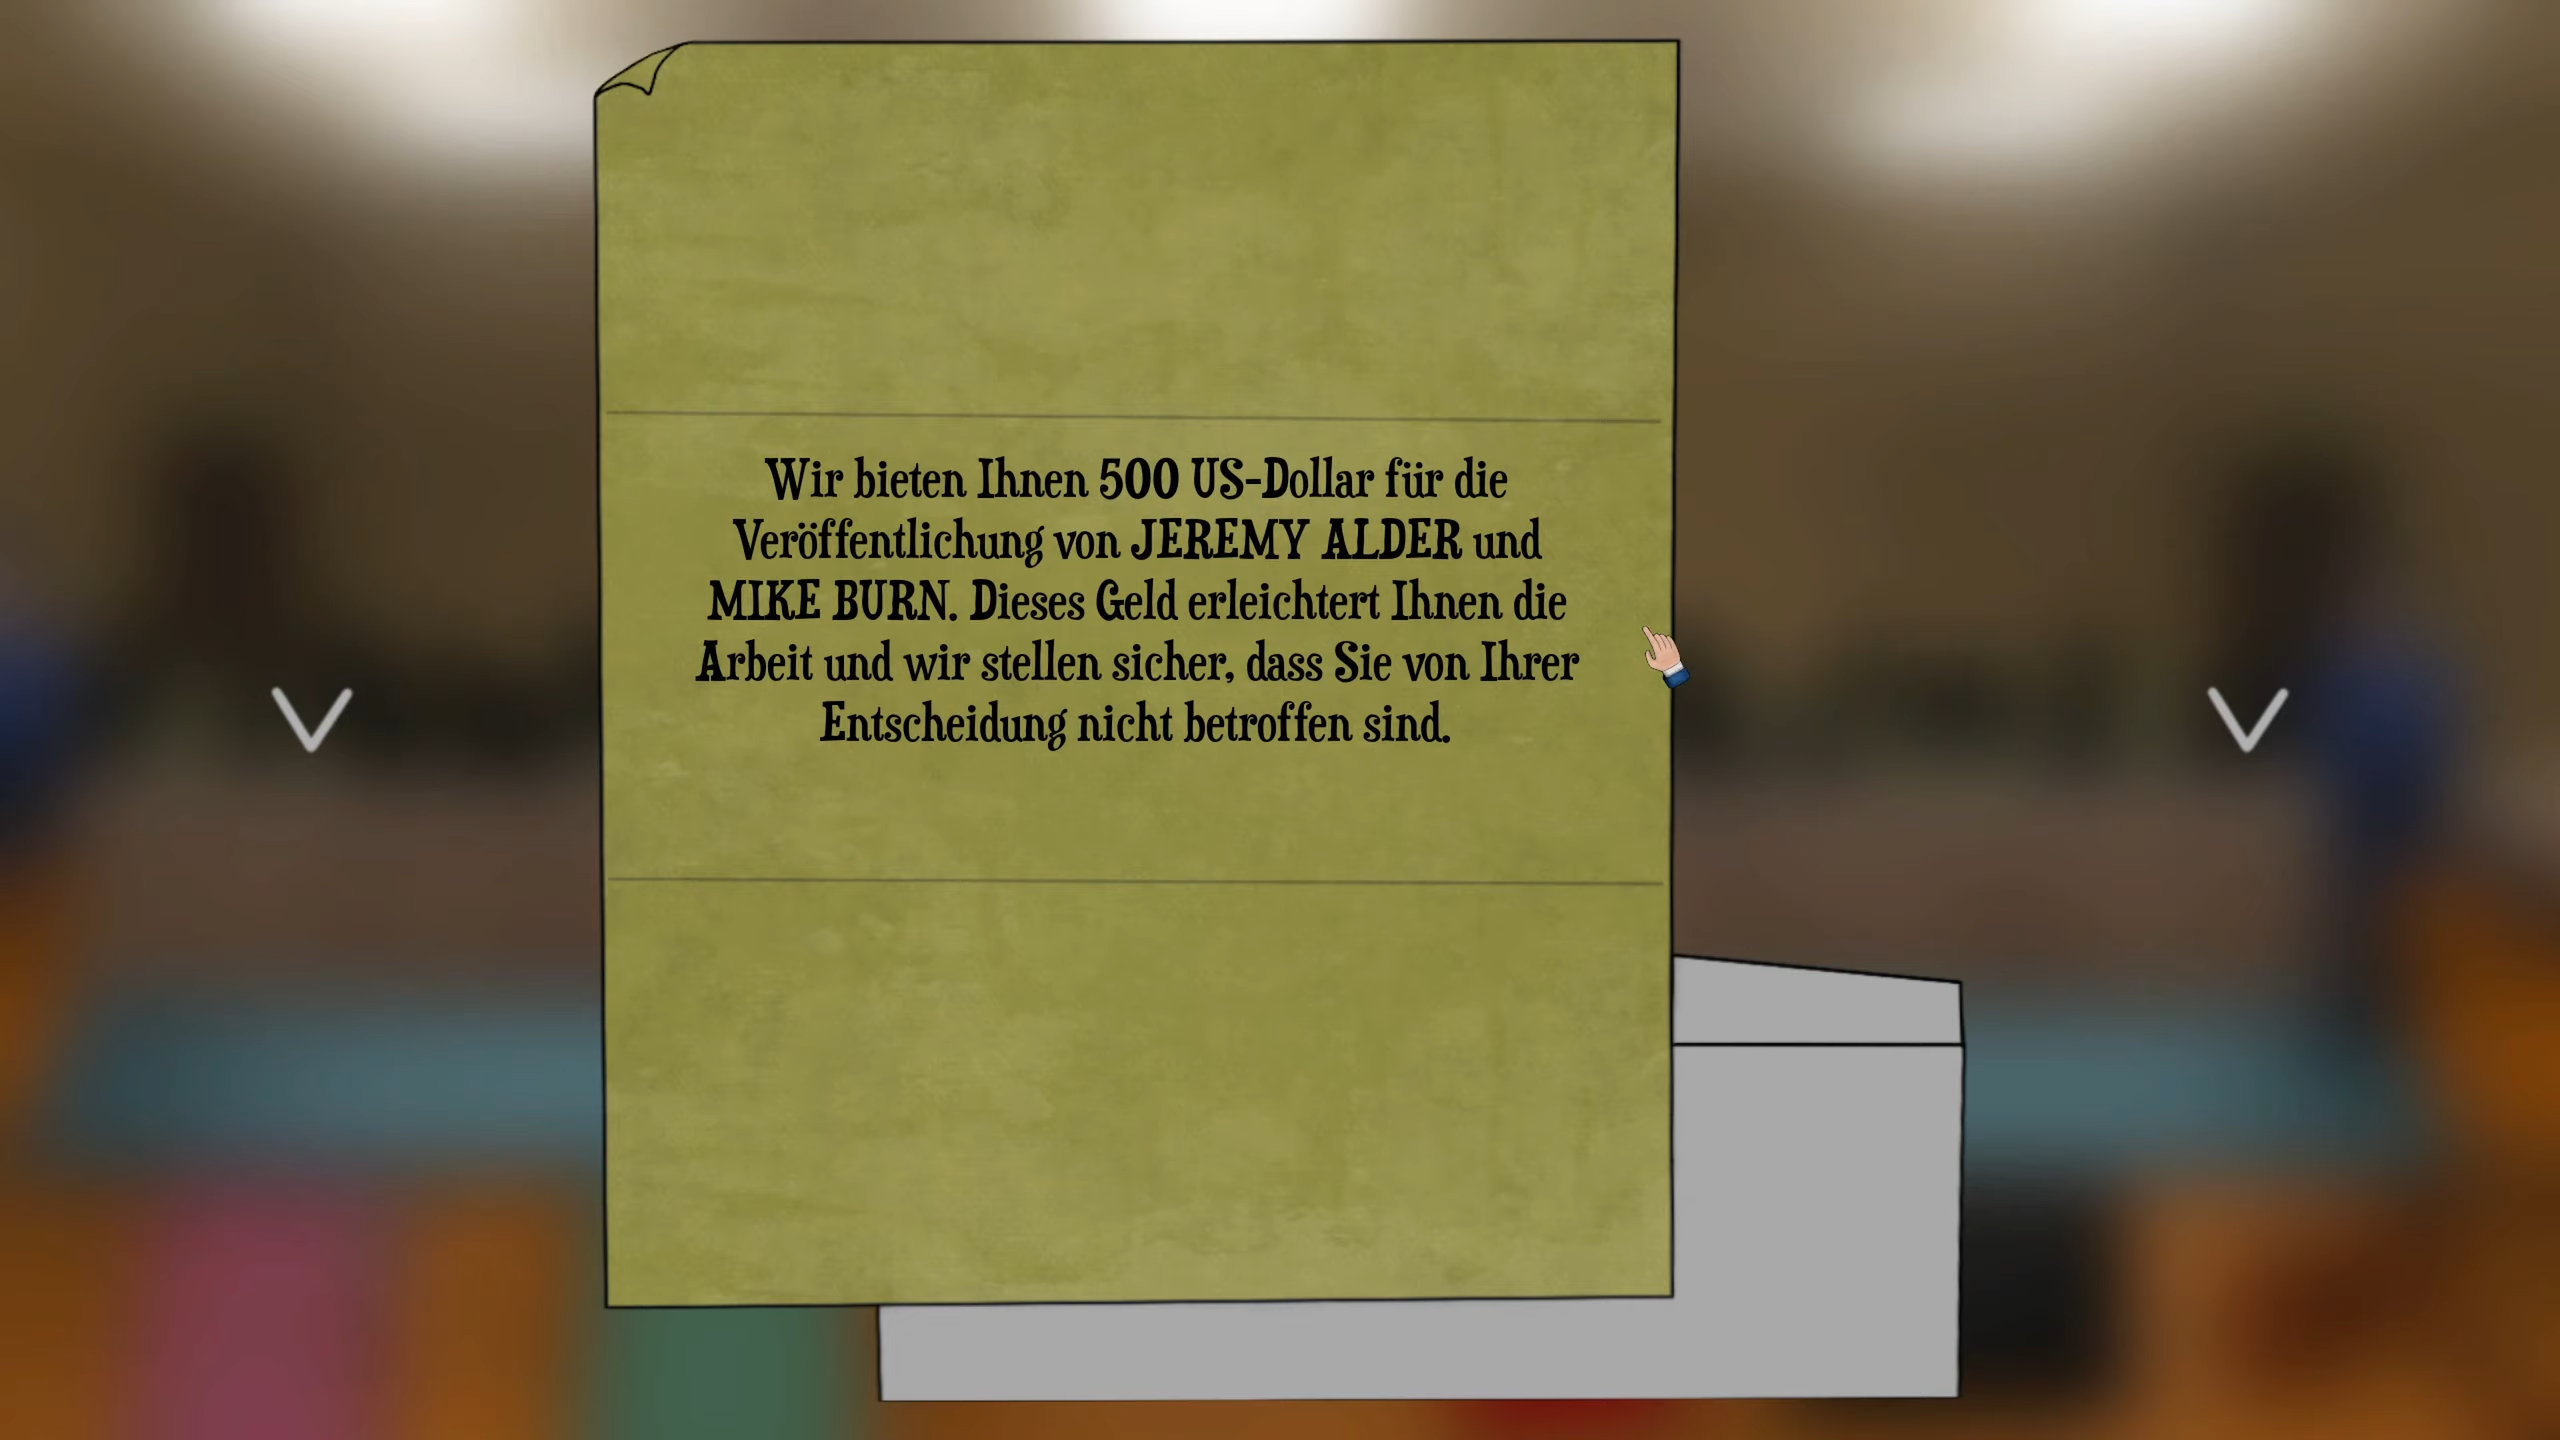 Wir bieten Ihnen 500 US-Dollar für die
Veröffentlichung von JEREMY ALDER und
MIKE BURN. Dieses Geld erleichtert Ihnen die
Arbeit und wir stellen sicher, dass Sie von Ihrer
Entscheidung nicht betroffen sind.